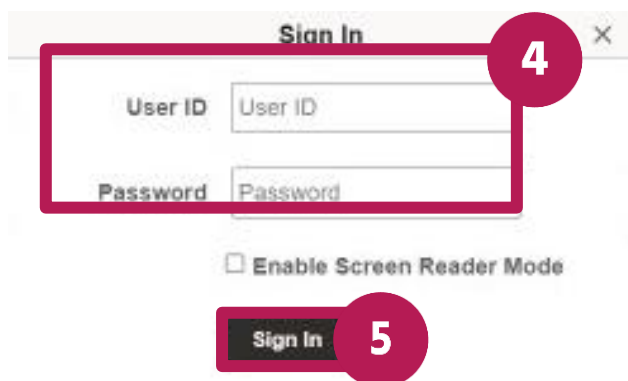 Sign In ×
4
User ID User ID
Password Password
Enable Screen Reader Mode
Sign In 5